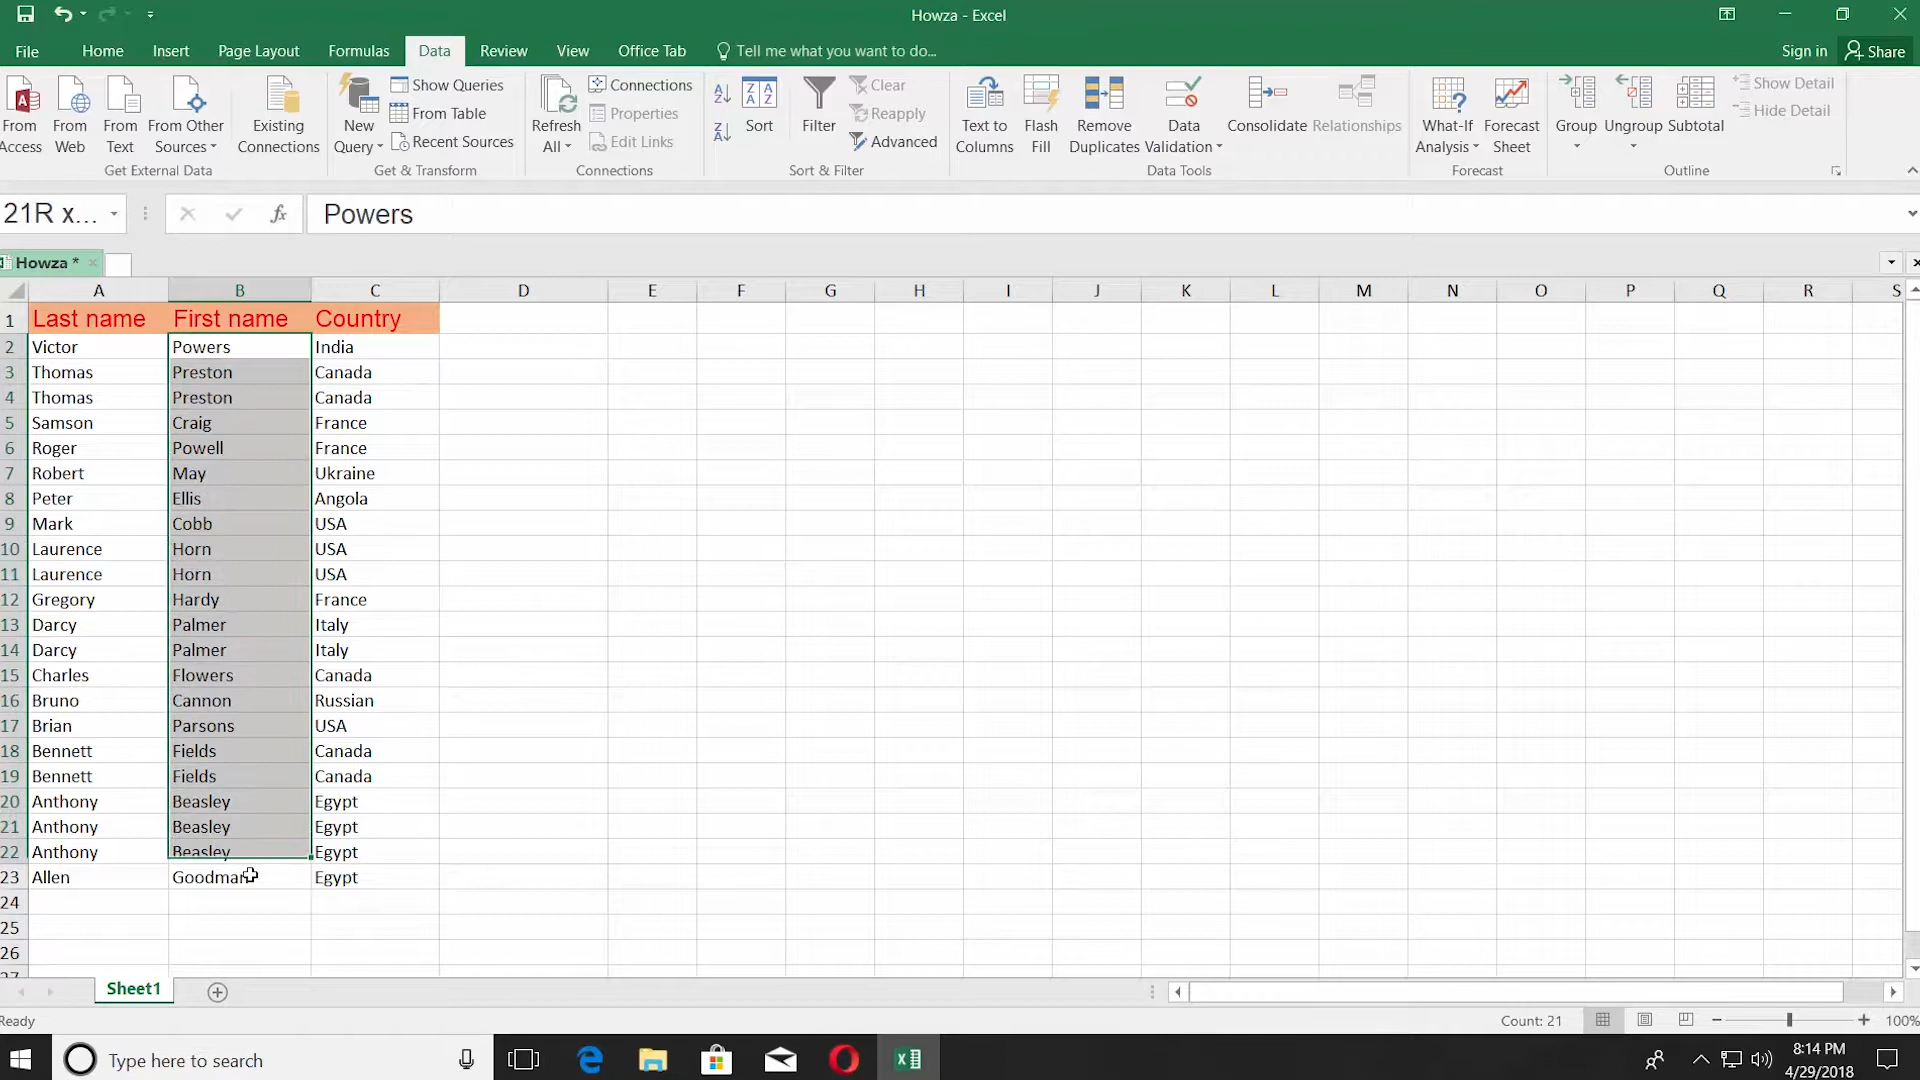 Howza - Excel
File Home Insert Page Layout Formulas Data Review View Office Tab Tell me what you want to do... Sign in Share
From Access
From Web
From Text
From Other Sources
Existing Connections
Get External Data
New Query
Show Queries
From Table
Recent Sources
Get & Transform
Refresh All
Connections
Properties
Edit Links
Connections
Sort
Filter
Clear
Reapply
Advanced
Sort & Filter
Text to Columns
Flash Fill
Remove Duplicates
Data Validation
Consolidate
Relationships
Data Tools
What-If Analysis
Forecast Sheet
Forecast
Group
Ungroup
Subtotal
Show Detail
Hide Detail
Outline
21R x... fx Powers
Howza *
A B C D E F G H I J K L M N O P Q R S
1 Last name First name Country
2 Victor Powers India
3 Thomas Preston Canada
4 Thomas Preston Canada
5 Samson Craig France
6 Roger Powell France
7 Robert May Ukraine
8 Peter Ellis Angola
9 Mark Cobb USA
10 Laurence Horn USA
11 Laurence Horn USA
12 Gregory Hardy France
13 Darcy Palmer Italy
14 Darcy Palmer Italy
15 Charles Flowers Canada
16 Bruno Cannon Russian
17 Brian Parsons USA
18 Bennett Fields Canada
19 Bennett Fields Canada
20 Anthony Beasley Egypt
21 Anthony Beasley Egypt
22 Anthony Beasley Egypt
23 Allen Goodman Egypt
24
25
26
27
Sheet1
Ready Count: 21 100%
Type here to search 8:14 PM
4/29/2018